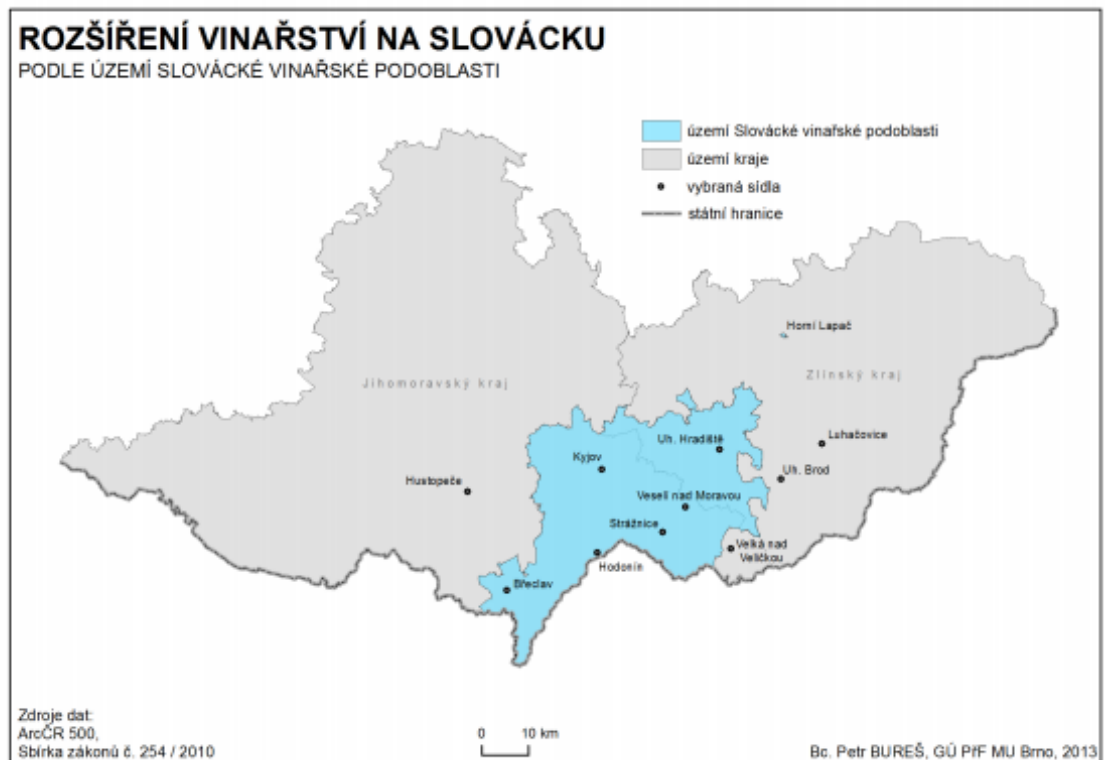 ROZŠÍŘENÍ VINAŘSTVÍ NA SLOVÁCKU
PODLE ÚZEMÍ SLOVÁCKÉ VINAŘSKÉ PODOBLASTI
území Slovácké vinařské podoblasti
území kraje
vybraná sídla
státní hranice
Horní Lapač
Jihomoravský kraj
Zlínský kraj
Uh. Hradiště
Luhačovice
Kyjov
Uh. Brod
Hustopeče
Veselí nad Moravou
Strážnice
Velká nad
Veličkou
Hodonín
Břeclav
Zdroje dat:
ArcČR 500,
Sbírka zákonů č. 254 / 2010
0 10 km
Bc. Petr BUREŠ, GÚ PřF MU Brno, 2013